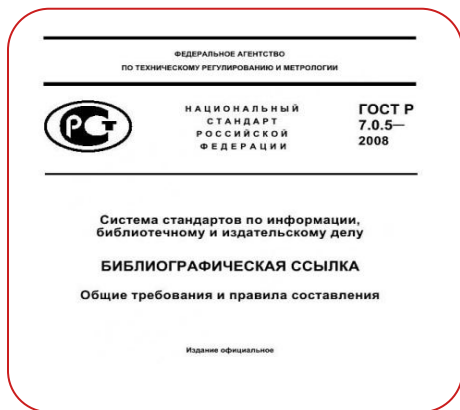 ФЕДЕРАЛЬНОЕ АГЕНТСТВО
ПО ТЕХНИЧЕСКОМУ РЕГУЛИРОВАНИЮ И МЕТРОЛОГИИ
НАЦИОНАЛЬНЫЙ
СТАНДАРТ
РОССИЙСКОЙ
ФЕДЕРАЦИИ
ГОСТ Р
7.0.5—
2008
Система стандартов по информации,
библиотечному и издательскому делу
БИБЛИОГРАФИЧЕСКАЯ ССЫЛКА
Общие требования и правила составления
Издание официальное